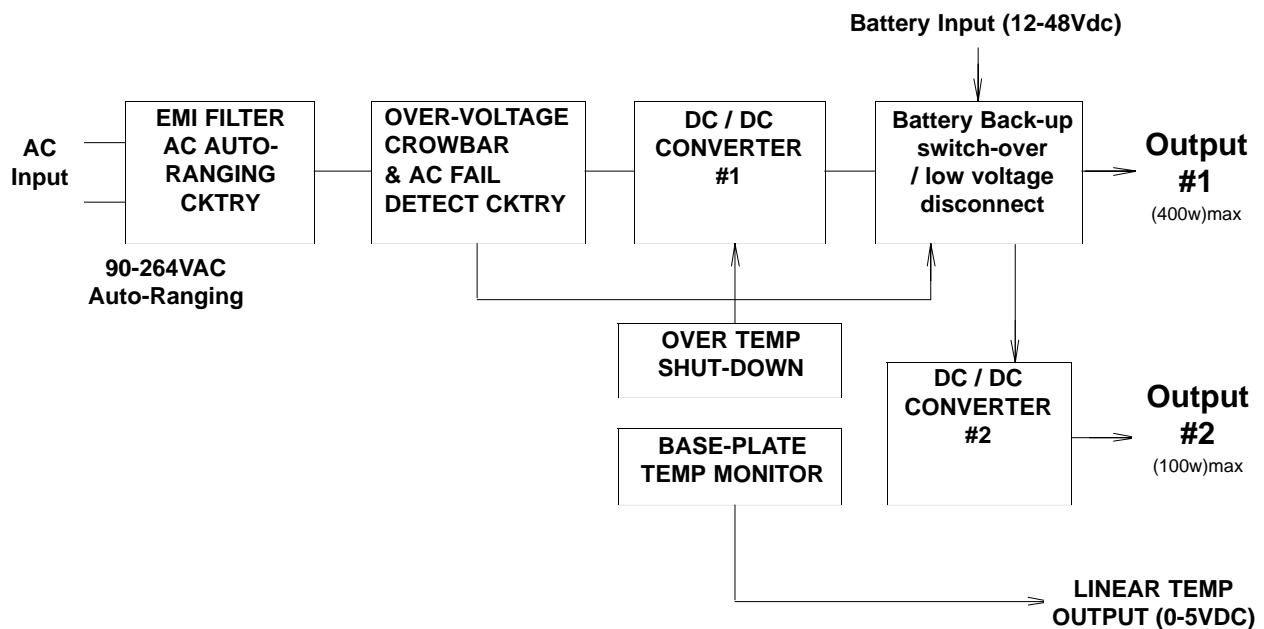 Battery Input (12-48Vdc)
AC
Input
EMI FILTER
AC AUTO-
RANGING
CKTRY
90-264VAC
Auto-Ranging
OVER-VOLTAGE
CROWBAR
& AC FAIL
DETECT CKTRY
DC / DC
CONVERTER
#1
Battery Back-up
switch-over
/ low voltage
disconnect
Output
#1
(400w)max
OVER TEMP
SHUT-DOWN
BASE-PLATE
TEMP MONITOR
DC / DC
CONVERTER
#2
Output
#2
(100w)max
LINEAR TEMP
OUTPUT (0-5VDC)